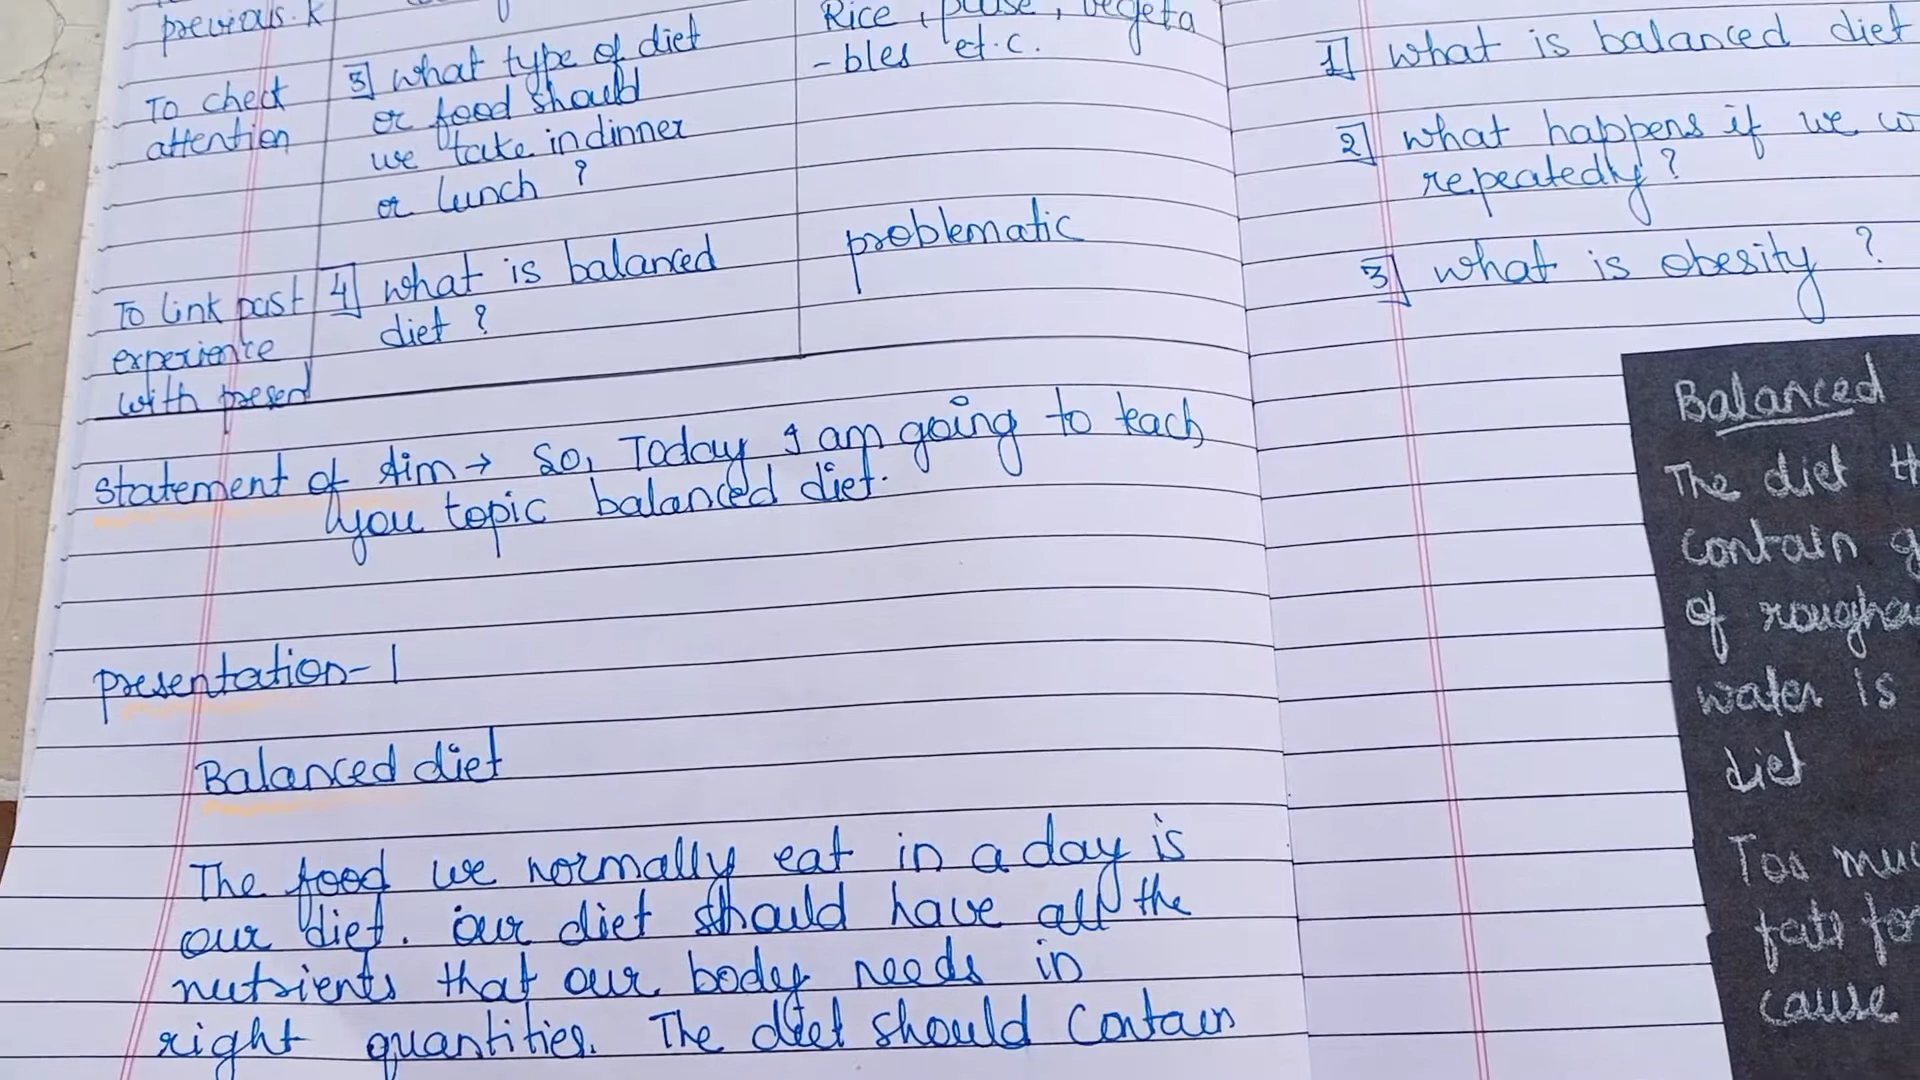 previous. k
To check
attention
3] What type of diet
or food should
we take in dinner
or lunch ?
Rice , pulse , vegeta
- bles et.c.
To link past
experience
with presend
4] What is balanced
diet ?
problematic
Statement of Aim → So, Today I am going to teach
you topic balanced diet.
Presentation-1
Balanced diet
The food we normally eat in a day is
our diet. Our diet should have all the
nutrients that our body needs in
right quantities. The diet should contain
1] What is balanced diet
2] What happens if we
repeatedly ?
3] What is obesity ?
Balanced
The diet
contain
of
water is
diet
Too
fats
cause